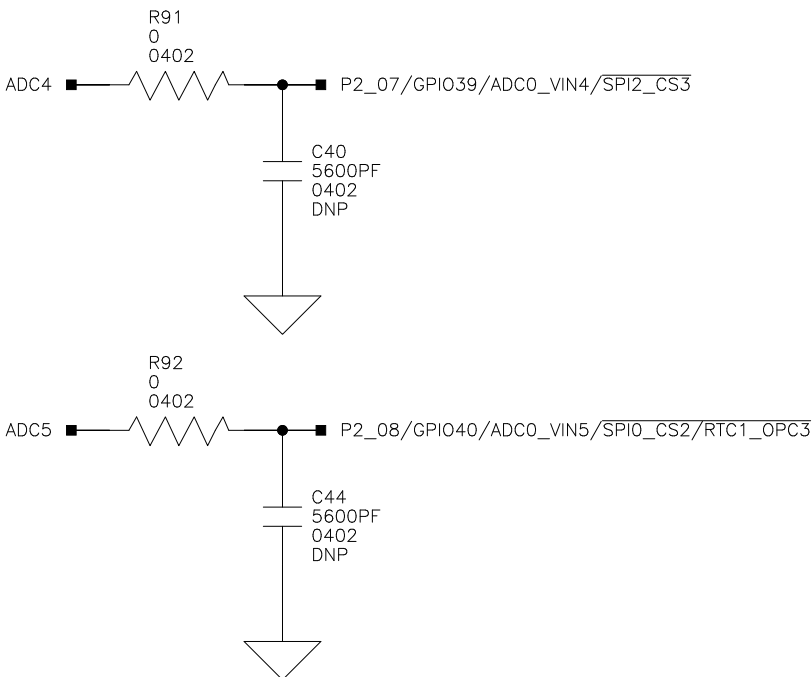 R91
0
0402
ADC4
P2_07/GPIO39/ADC0_VIN4/SPI2_CS3
C40
5600PF
0402
DNP
R92
0
0402
ADC5
P2_08/GPIO40/ADC0_VIN5/SPI0_CS2/RTC1_OPC3
C44
5600PF
0402
DNP